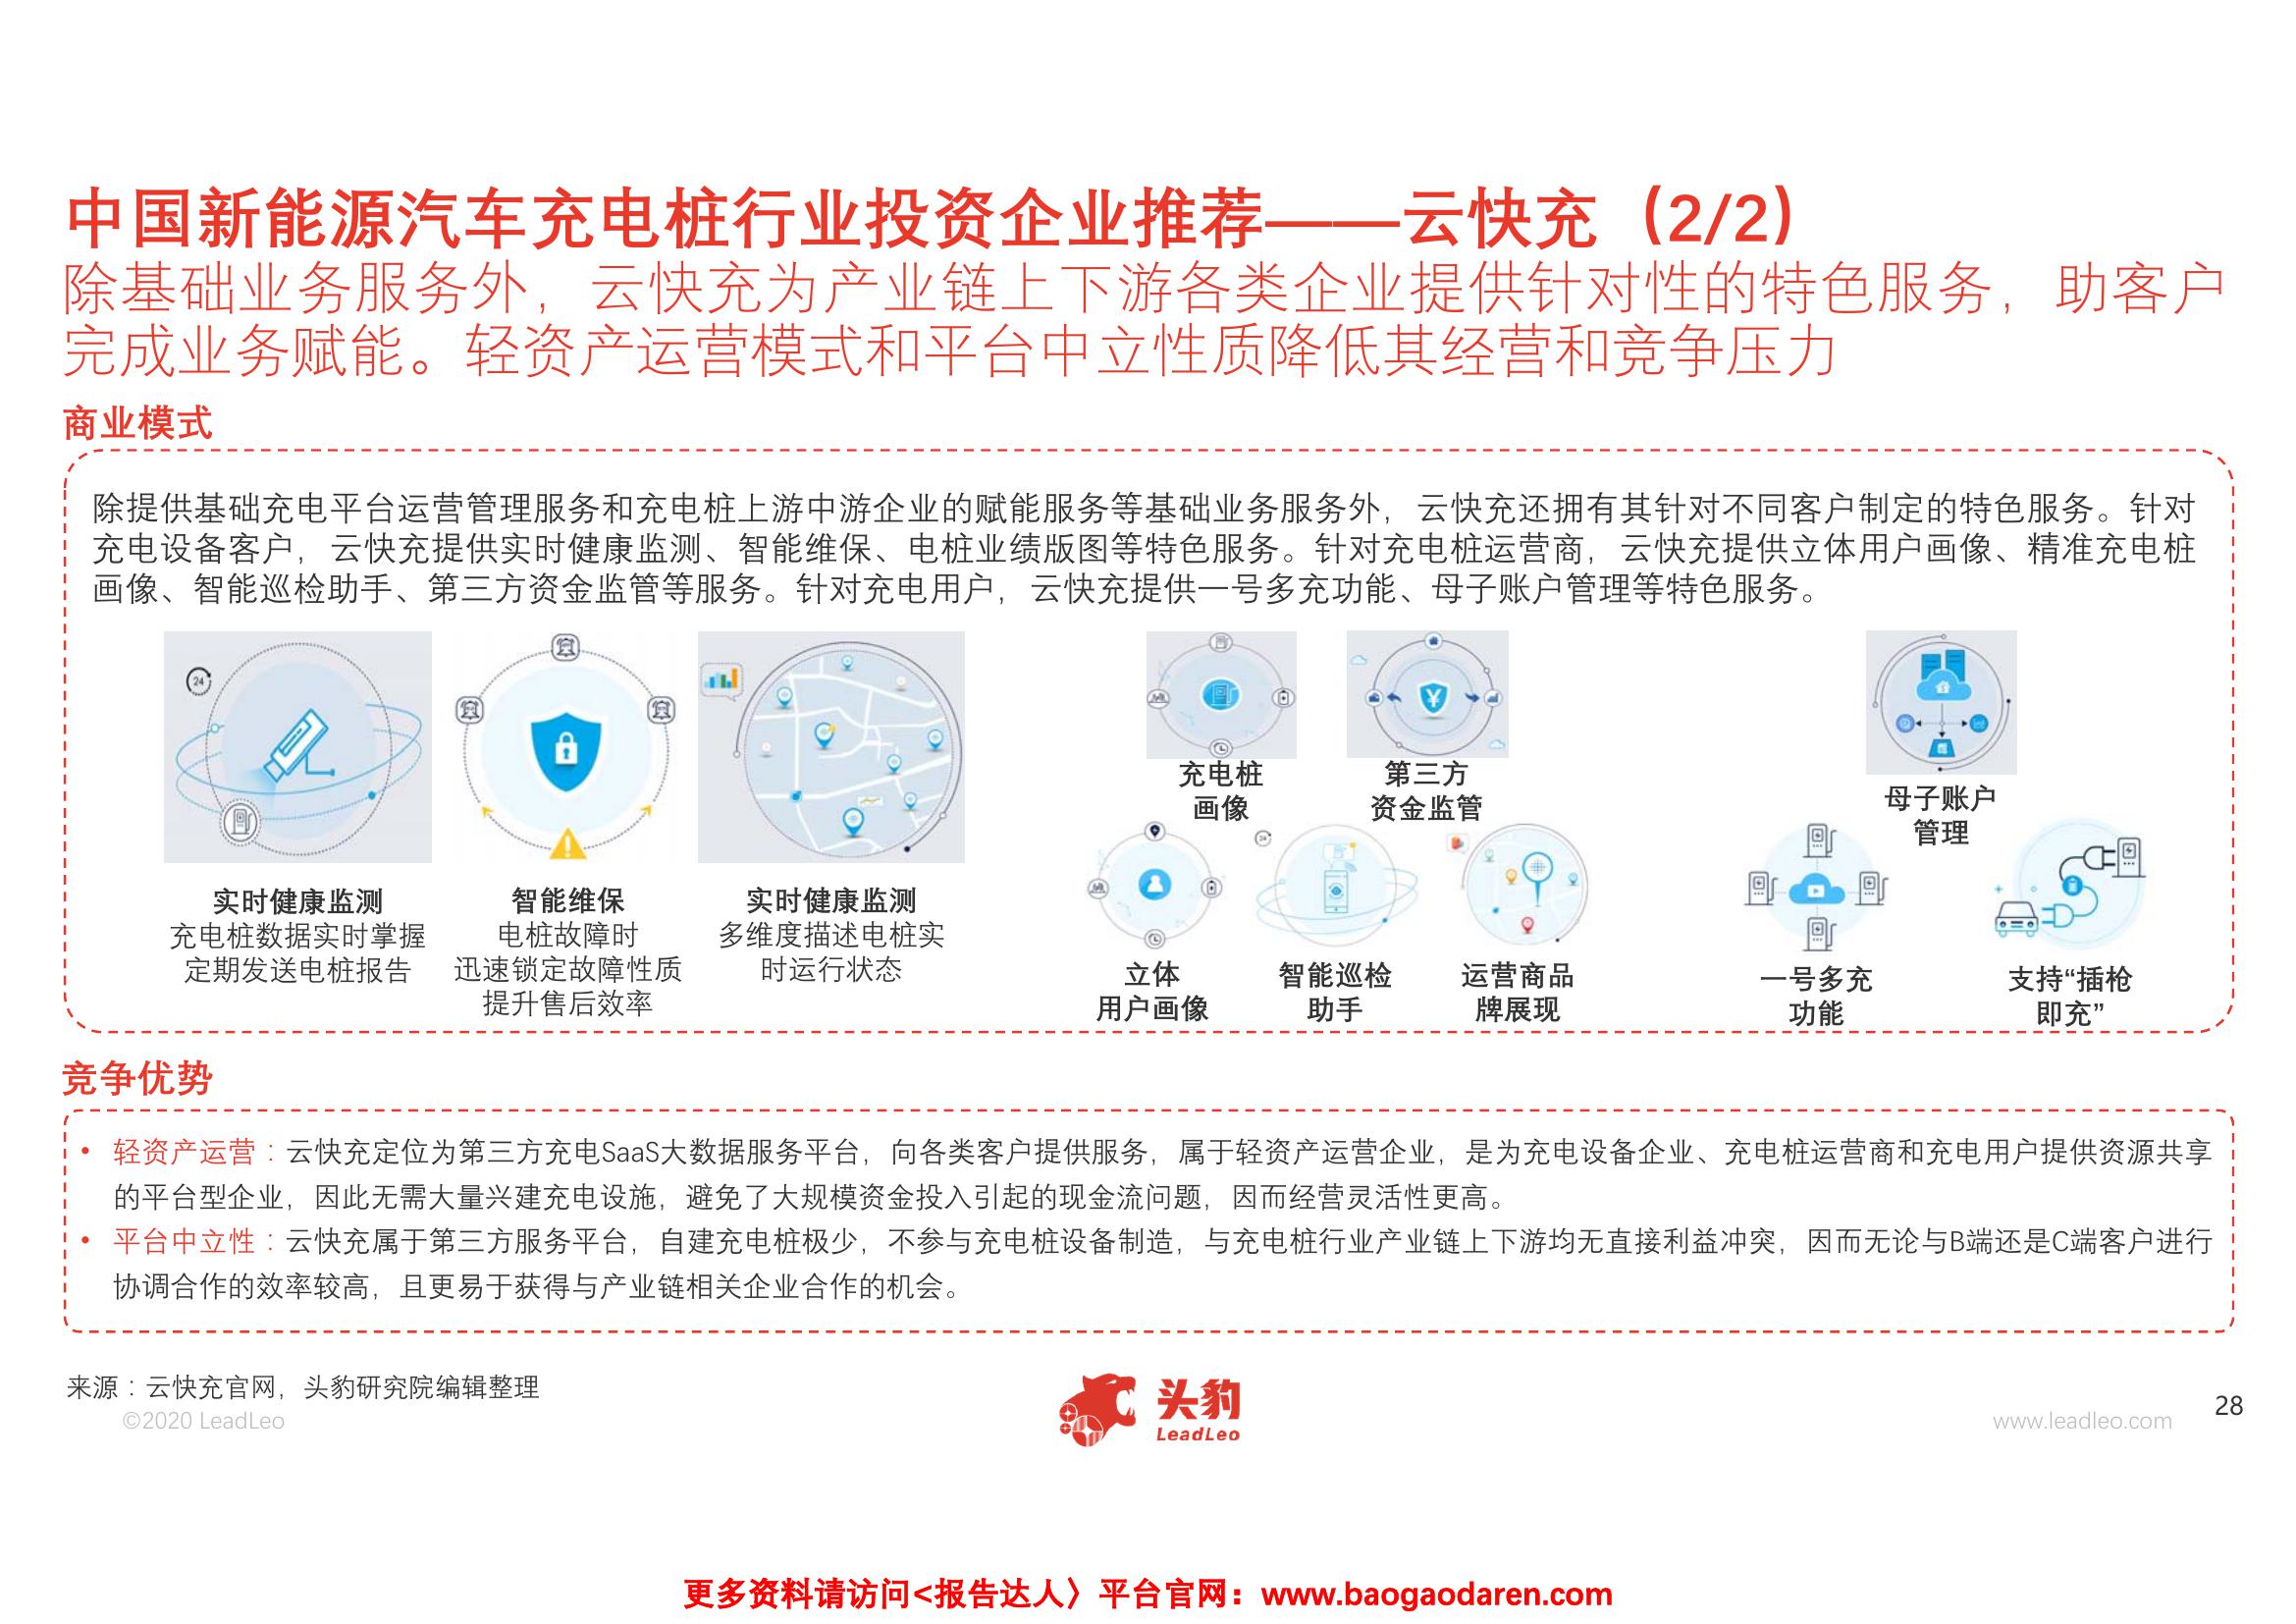 中国新能源汽车充电桩行业投资企业推荐——云快充（2/2）
除基础业务服务外，云快充为产业链上下游各类企业提供针对性的特色服务，助客户
完成业务赋能。轻资产运营模式和平台中立性质降低其经营和竞争压力
商业模式
除提供基础充电平台运营管理服务和充电桩上游中游企业的赋能服务等基础业务服务外，云快充还拥有其针对不同客户制定的特色服务。针对
充电设备客户，云快充提供实时健康监测、智能维保、电桩业绩版图等特色服务。针对充电桩运营商，云快充提供立体用户画像、精准充电桩
画像、智能巡检助手、第三方资金监管等服务。针对充电用户，云快充提供一号多充功能、母子账户管理等特色服务。
24
实时健康监测
充电桩数据实时掌握
定期发送电桩报告
智能维保
电桩故障时
迅速锁定故障性质
提升售后效率
实时健康监测
多维度描述电桩实
时运行状态
充电桩
画像
第三方
资金监管
立体
用户画像
智能巡检
助手
运营商品
牌展现
母子账户
管理
一号多充
功能
支持“插枪
即充”
竞争优势
• 轻资产运营：云快充定位为第三方充电SaaS大数据服务平台，向各类客户提供服务，属于轻资产运营企业，是为充电设备企业、充电桩运营商和充电用户提供资源共享
的平台型企业，因此无需大量兴建充电设施，避免了大规模资金投入引起的现金流问题，因而经营灵活性更高。
• 平台中立性：云快充属于第三方服务平台，自建充电桩极少，不参与充电桩设备制造，与充电桩行业产业链上下游均无直接利益冲突，因而无论与B端还是C端客户进行
协调合作的效率较高，且更易于获得与产业链相关企业合作的机会。
来源：云快充官网，头豹研究院编辑整理
©2020 LeadLeo
头豹
LeadLeo
www.leadleo.com
28
更多资料请访问<报告达人〉平台官网：www.baogaodaren.com